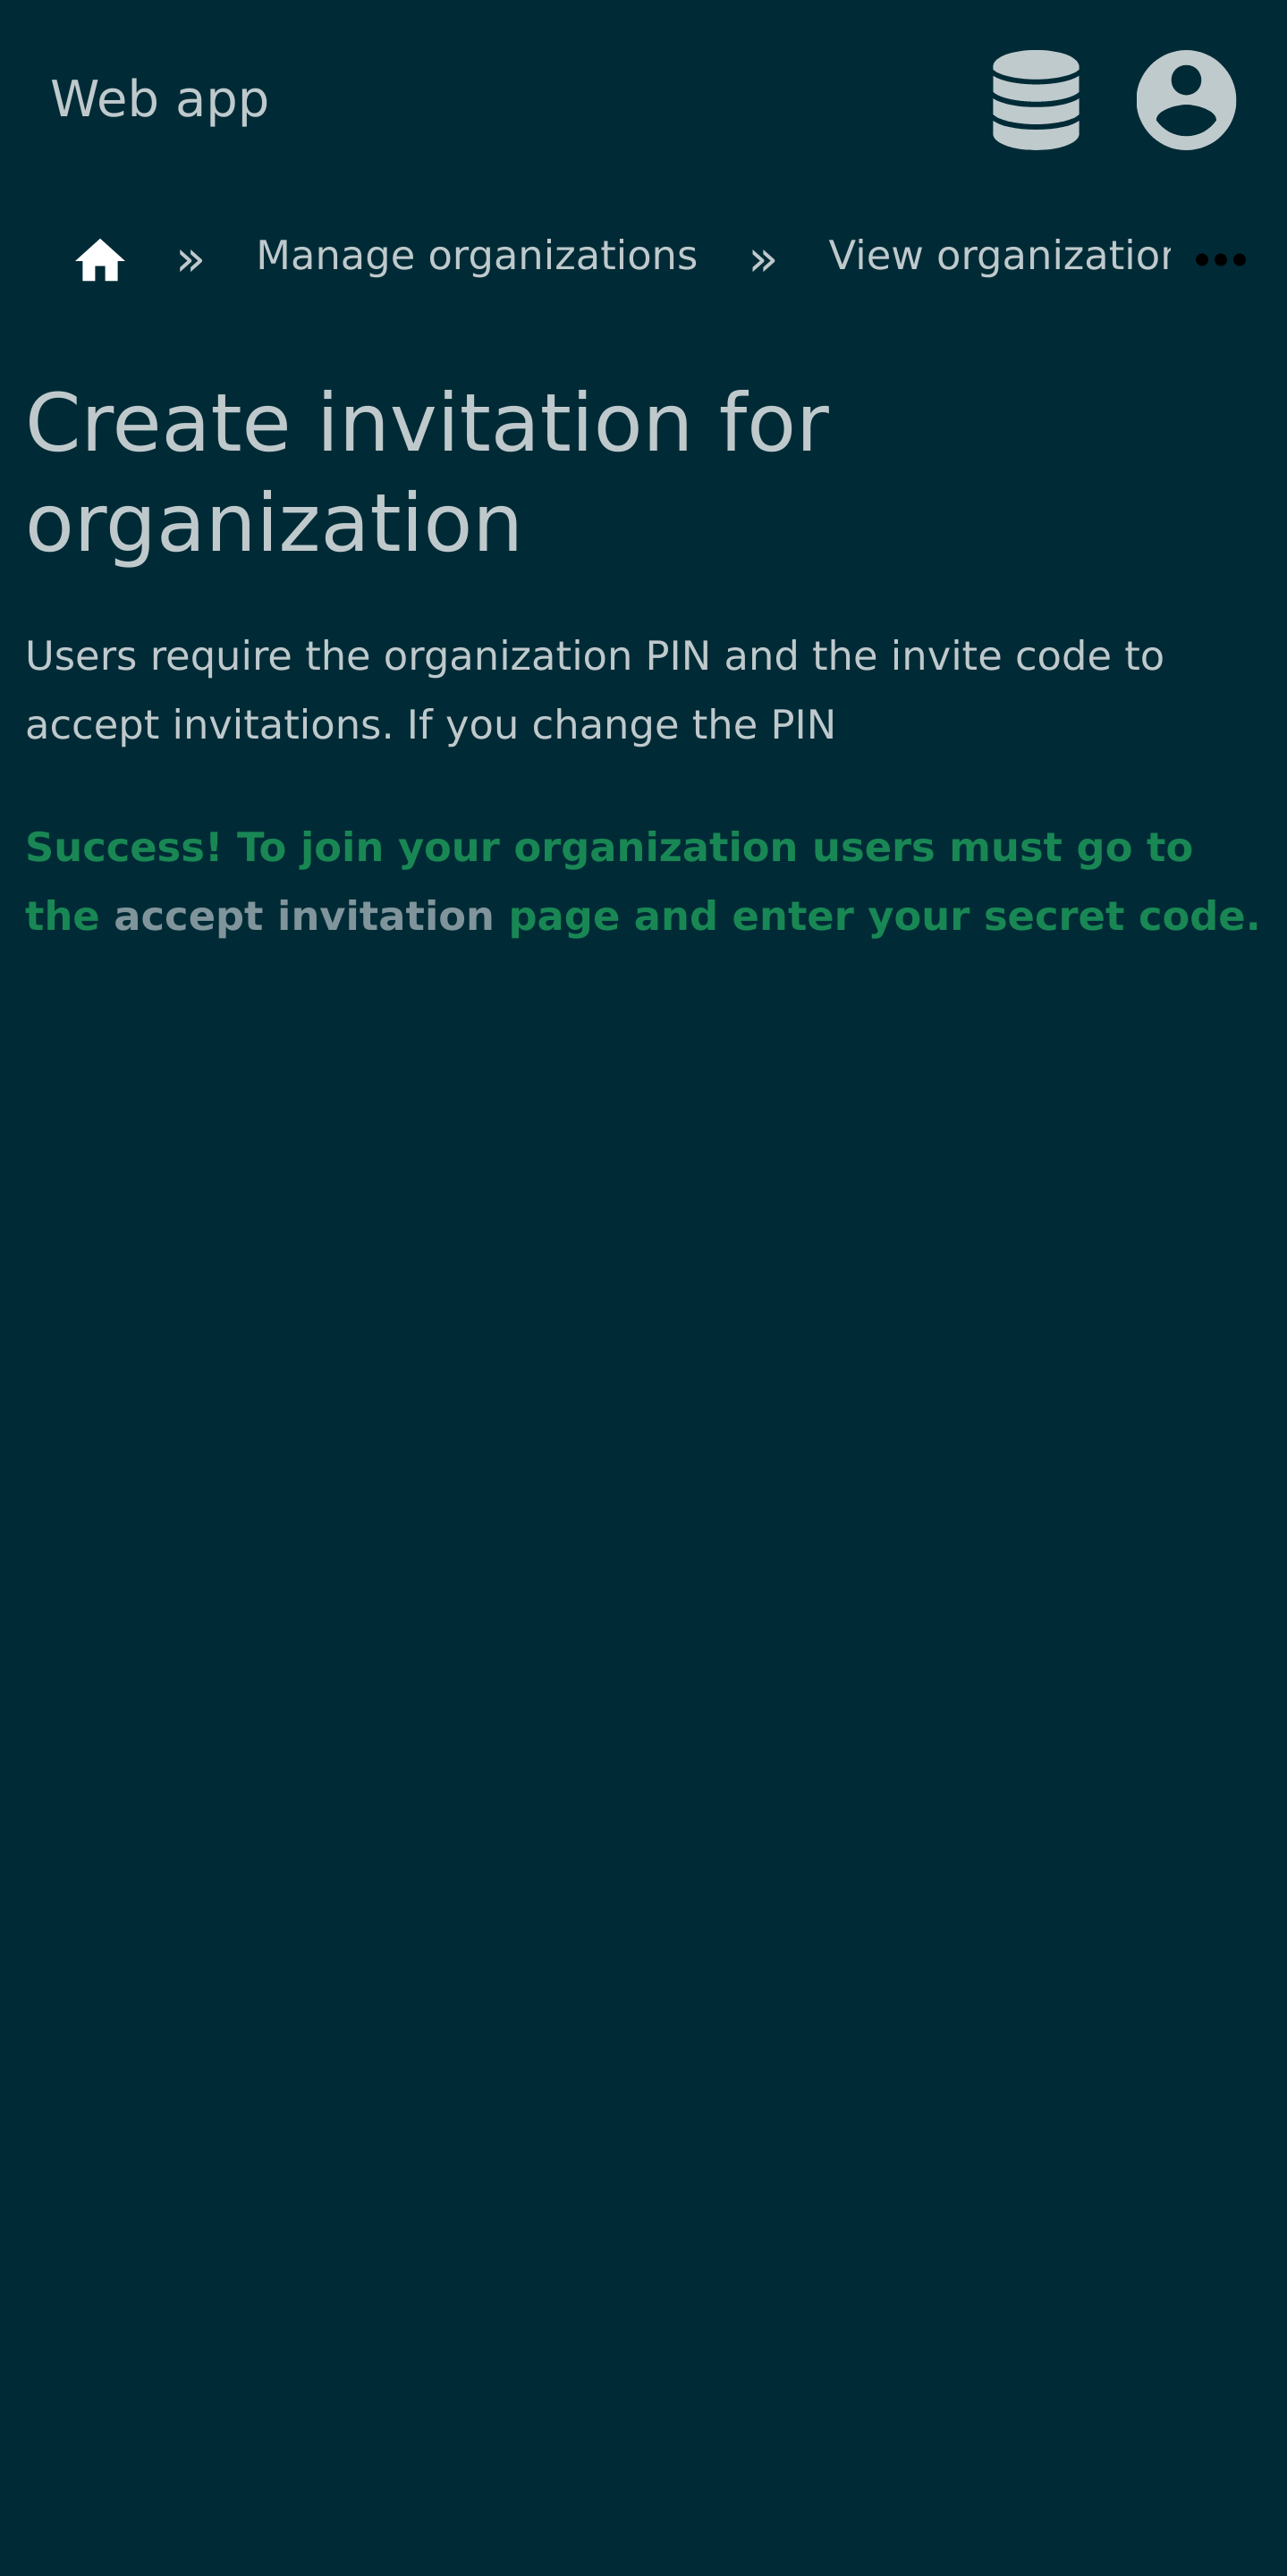 Web app
» Manage organizations » View organization •••
Create invitation for
organization
Users require the organization PIN and the invite code to
accept invitations. If you change the PIN
Success! To join your organization users must go to
the accept invitation page and enter your secret code.